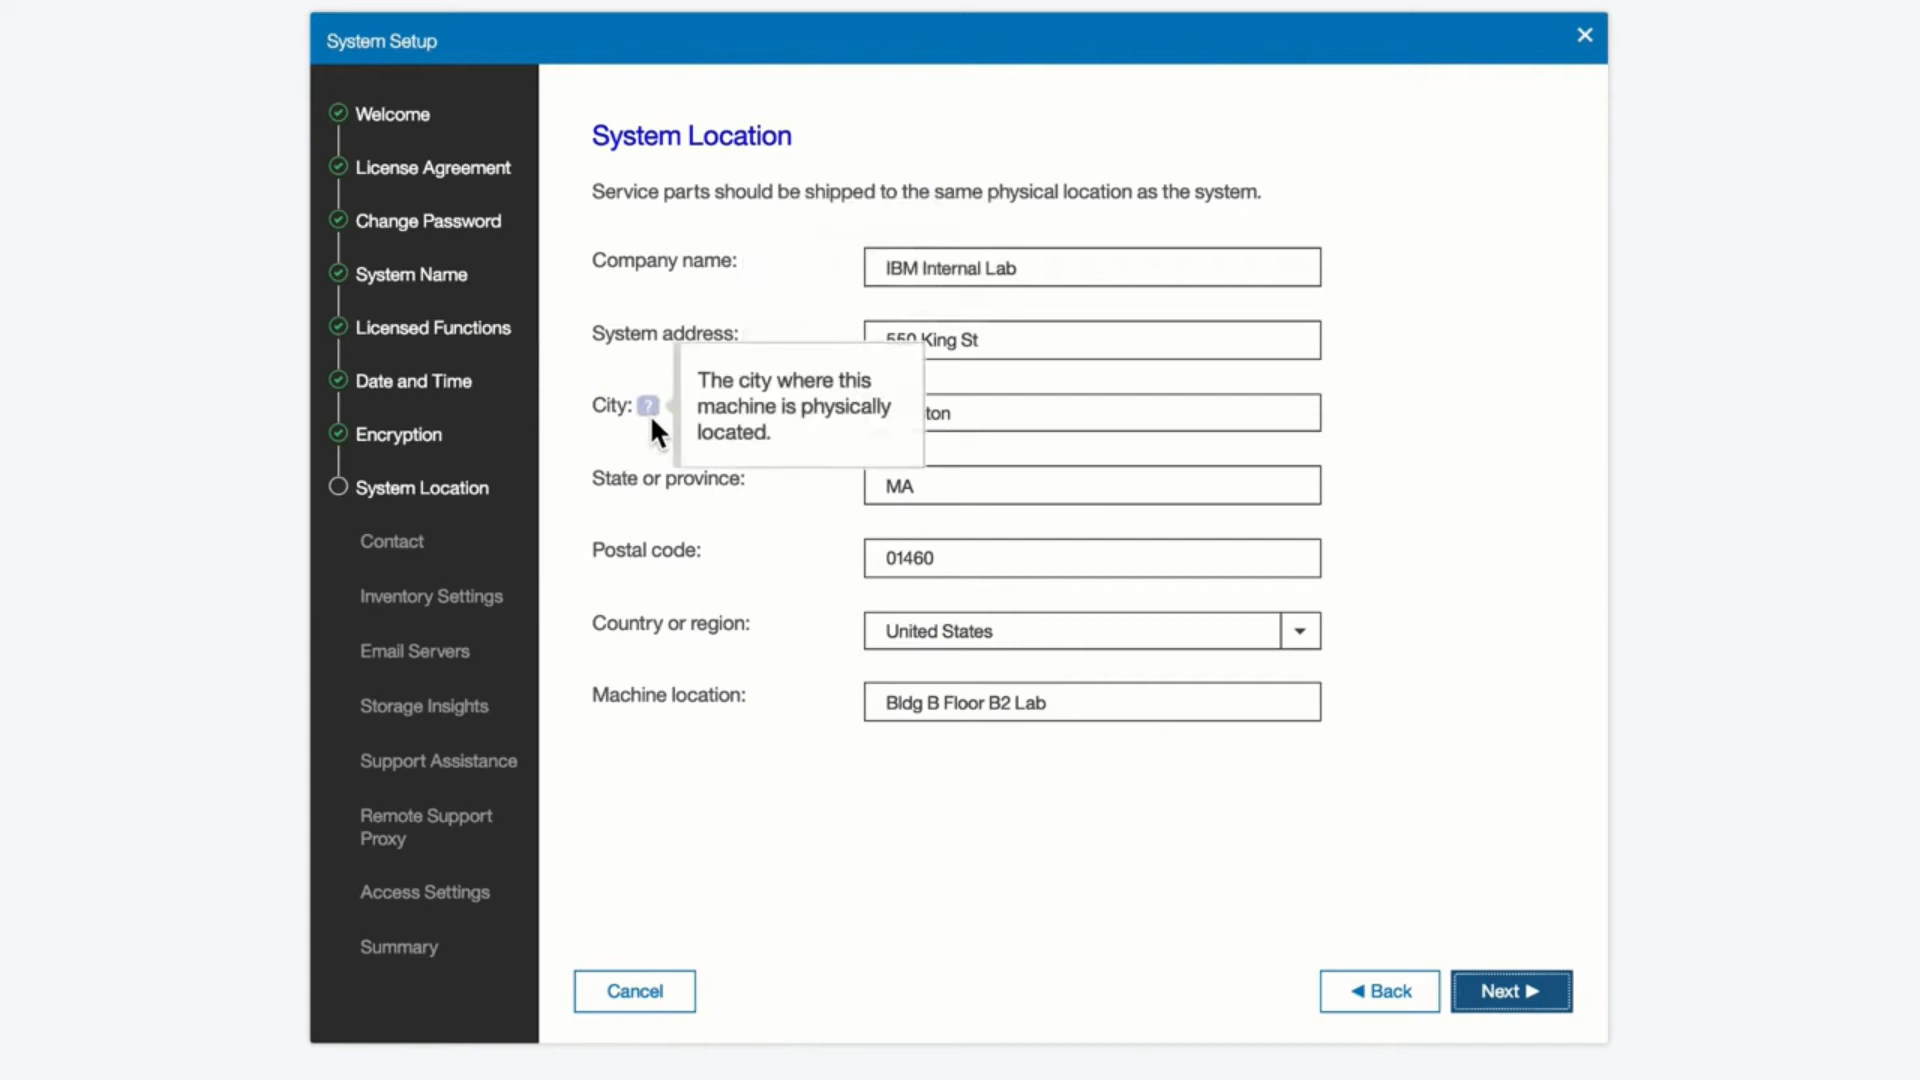 System Setup
Welcome
License Agreement
Change Password
System Name
Licensed Functions
Date and Time
Encryption
System Location
Contact
Inventory Settings
Email Servers
Storage Insights
Support Assistance
Remote Support
Proxy
Access Settings
Summary
System Location
Service parts should be shipped to the same physical location as the system.
Company name:
IBM Internal Lab
System address:
550 King St
City: ?
The city where this
machine is physically
located.
ton
State or province:
MA
Postal code:
01460
Country or region:
United States
Machine location:
Bldg B Floor B2 Lab
Cancel
Back
Next